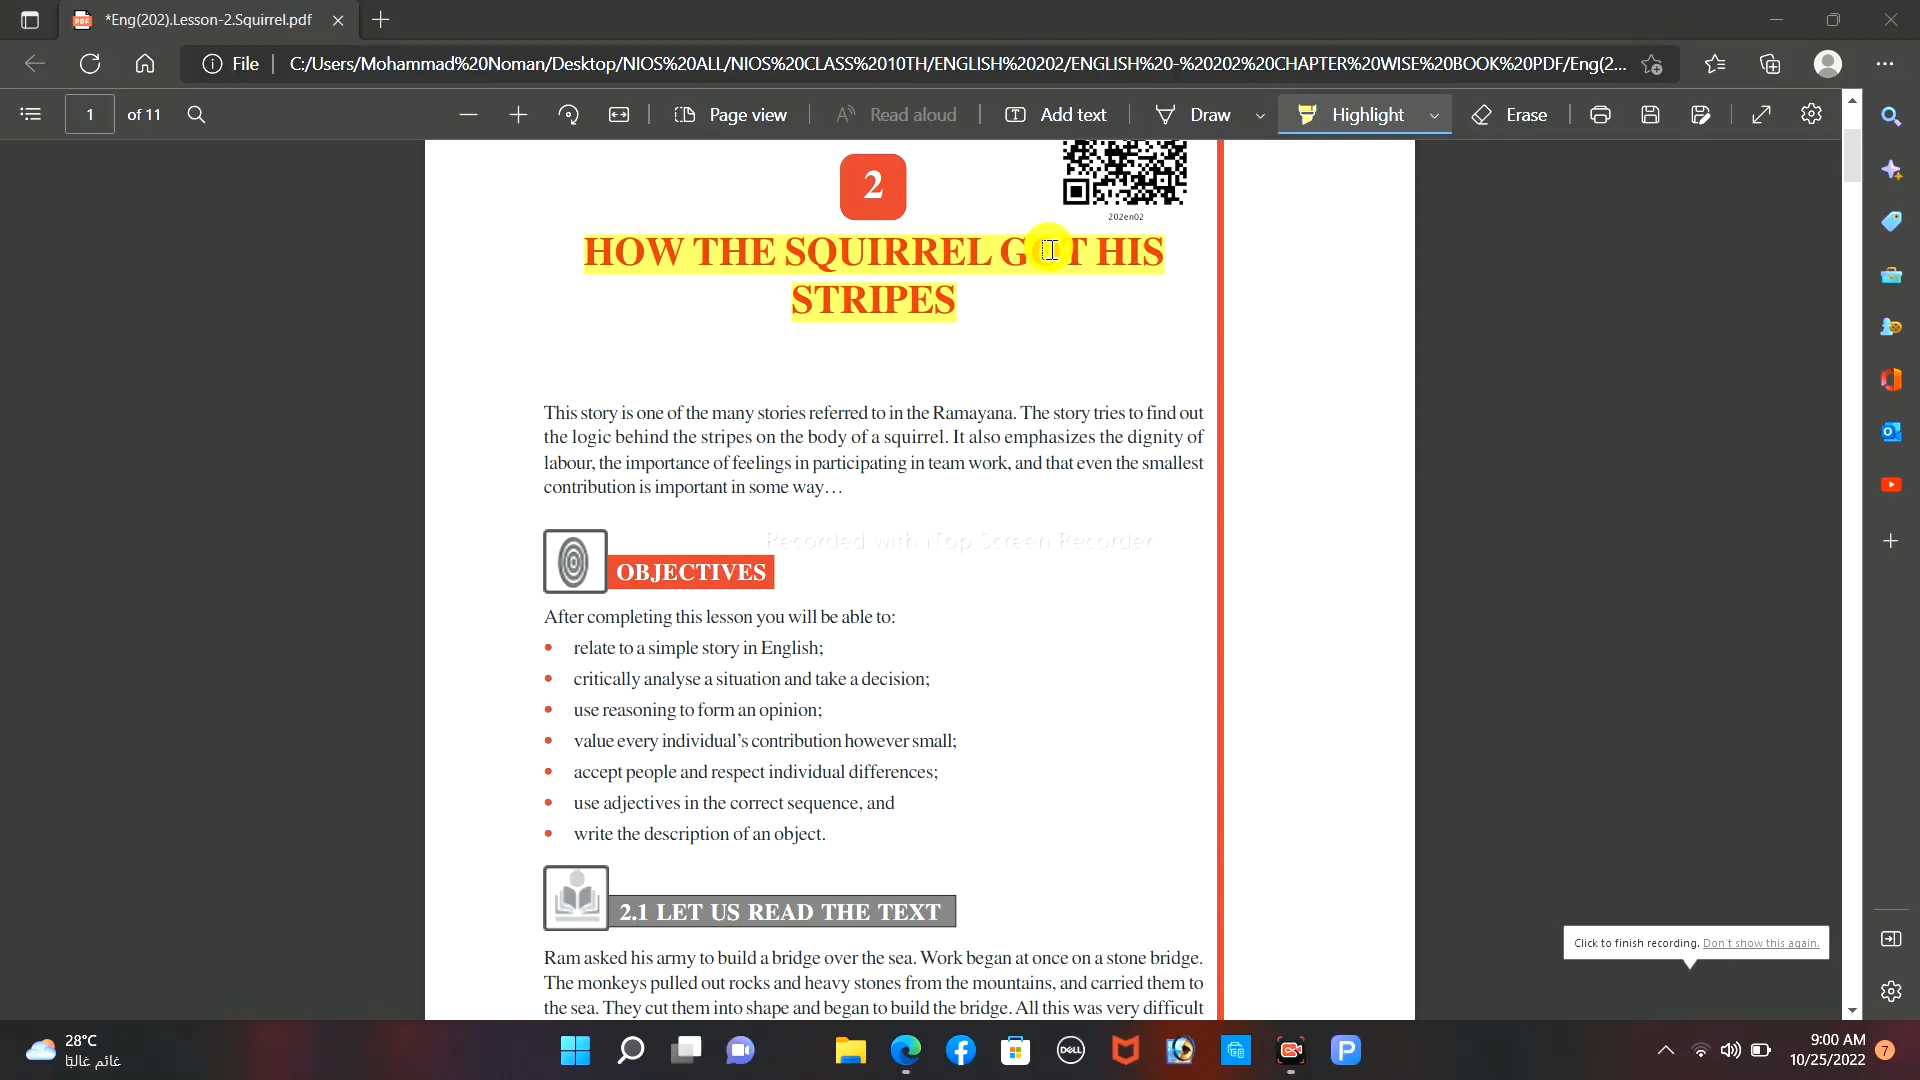 *Eng(202).Lesson-2.Squirrel.pdf
File
C:/Users/Mohammad%20Noman/Desktop/NIOS%20ALL/NIOS%20CLASS%2010TH/ENGLISH%20202/ENGLISH%20-%20202%20CHAPTER%20WISE%20BOOK%20PDF/Eng(2...
1 of 11
Page view
Read aloud
Add text
Draw
Highlight
Erase
2
202en02
HOW THE SQUIRREL GOT HIS
STRIPES
This story is one of the many stories referred to in the Ramayana. The story tries to find out
the logic behind the stripes on the body of a squirrel. It also emphasizes the dignity of
labour, the importance of feelings in participating in team work, and that even the smallest
contribution is important in some way…
Recorded with iTop Screen Recorder
OBJECTIVES
After completing this lesson you will be able to:
• relate to a simple story in English;
• critically analyse a situation and take a decision;
• use reasoning to form an opinion;
• value every individual's contribution however small;
• accept people and respect individual differences;
• use adjectives in the correct sequence, and
• write the description of an object.
2.1 LET US READ THE TEXT
Ram asked his army to build a bridge over the sea. Work began at once on a stone bridge.
The monkeys pulled out rocks and heavy stones from the mountains, and carried them to
the sea. They cut them into shape and began to build the bridge. All this was very difficult
Click to finish recording. Don't show this again.
28°C
غائم غالبًا
DELL
9:00 AM
10/25/2022
7